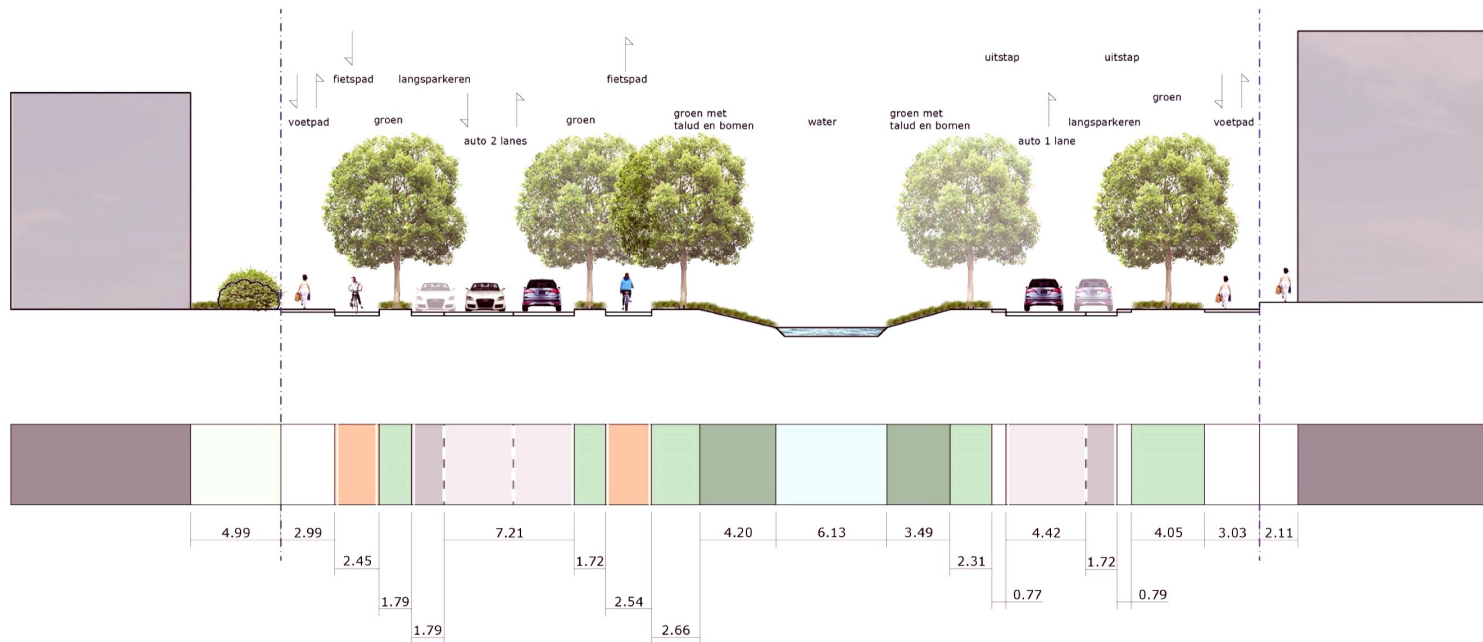 uitstap
uitstap
fietspad
langsparkeren
fietspad
groen
voetpad
groen
groen
groen met
talud en bomen
water
groen met
talud en bomen
langsparkeren
voetpad
auto 2 lanes
auto 1 lane
4.99
2.99
7.21
4.20
6.13
3.49
4.42
4.05
3.03
2.11
2.45
1.72
2.31
1.72
1.79
2.54
0.77
0.79
1.79
2.66